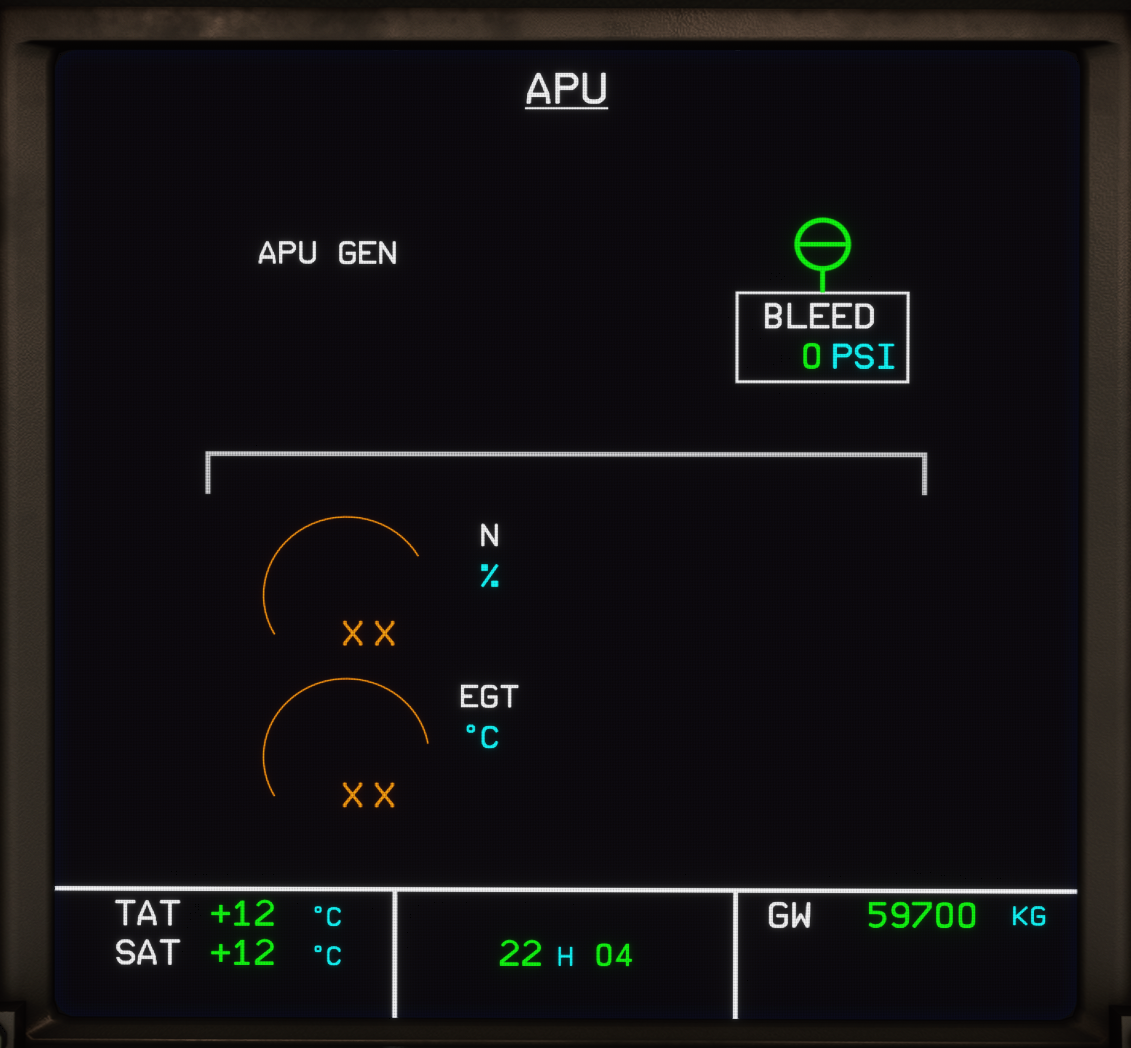 APU
APU GEN
BLEED
0 PSI
N
%
XX
EGT
°C
XX
TAT +12 °C
SAT +12 °C
22 H 04
GW 59700 KG